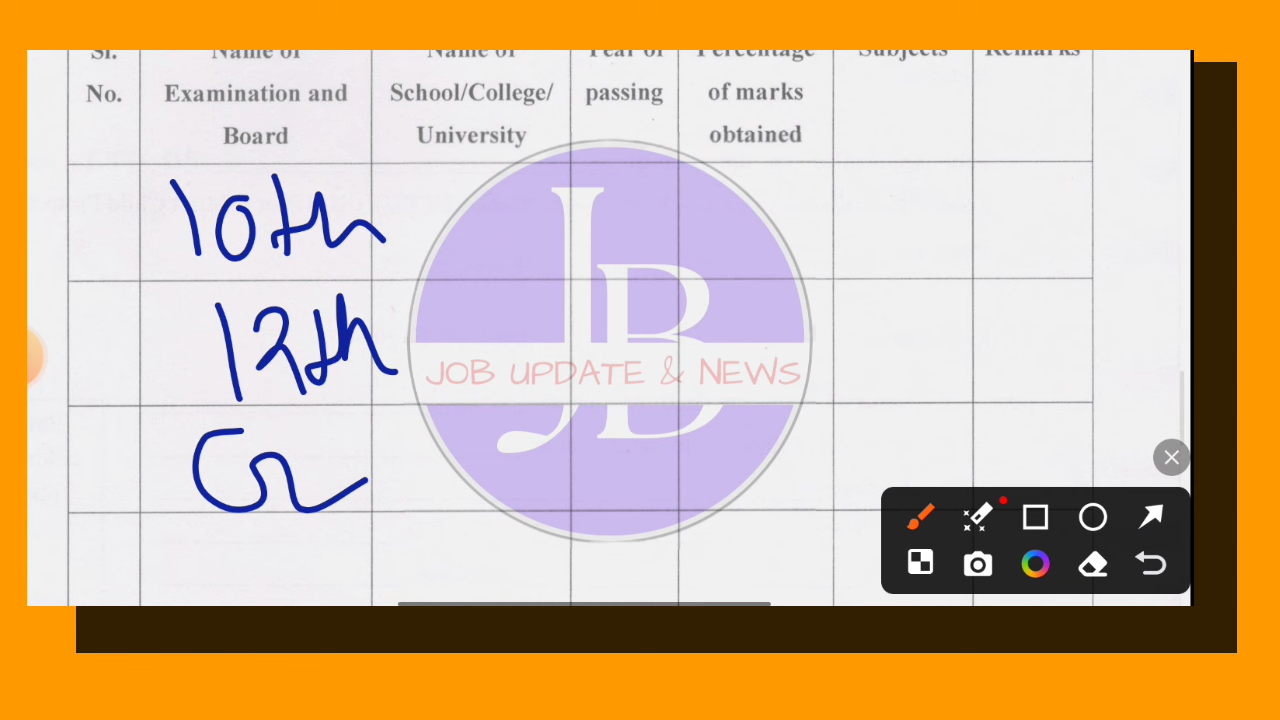 Sl. Name of Name of Year of Percentage Subjects Remarks
No. Examination and School/College/ passing of marks
Board University obtained
10th
12th
JB
JOB UPDATE & NEWS